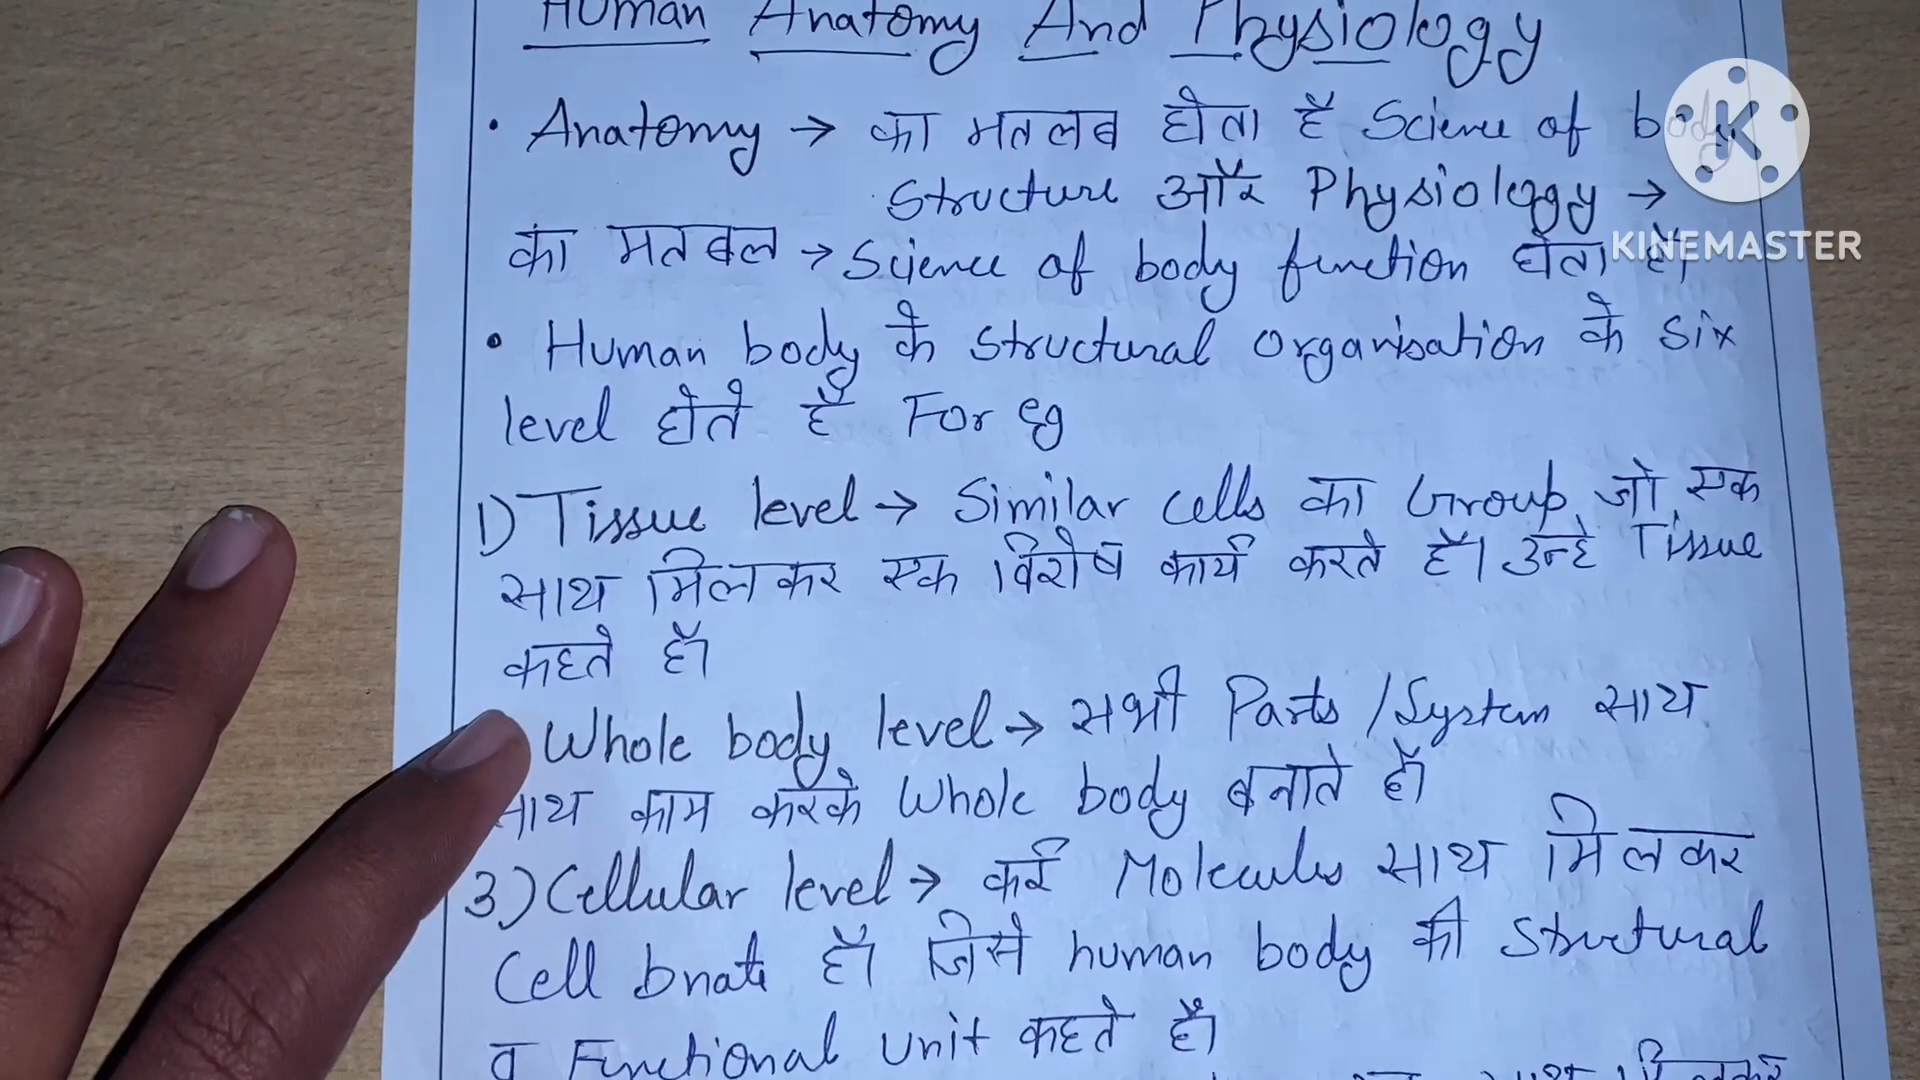 Human Anatomy And Physiology
• Anatomy → का मतलब होता है Science of body
Structure और Physiology →
का मतबल → Science of body function होता है।
• Human body के Structural Organisation के Six
level होते है For eg
1) Tissue level → Similar cells का Group जो एक
साथ मिलकर एक विशेष कार्य करते है। उन्हे Tissue
कहते है।
Whole body level → सभी Parts / System साथ
साथ काम करके Whole body बनाते है।
3.) Cellular level → कई Molecules साथ मिलकर
Cell bnate है। जिसे human body की Structural
व Functional Unit कहते है।
साथ मिलकर
K
KINEMASTER